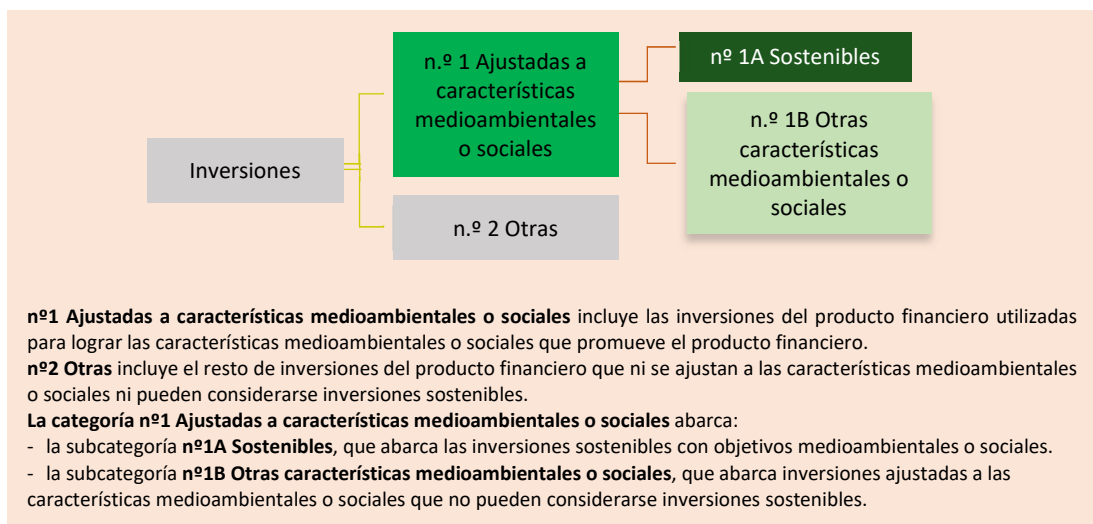 n.º 1 Ajustadas a
características
medioambientales
o sociales
nº 1A Sostenibles
n.º 1B Otras
características
medioambientales o
sociales
Inversiones
n.º 2 Otras
nº1 Ajustadas a características medioambientales o sociales incluye las inversiones del producto financiero utilizadas
para lograr las características medioambientales o sociales que promueve el producto financiero.
nº2 Otras incluye el resto de inversiones del producto financiero que ni se ajustan a las características medioambientales
o sociales ni pueden considerarse inversiones sostenibles.
La categoría nº1 Ajustadas a características medioambientales o sociales abarca:
- la subcategoría nº1A Sostenibles, que abarca las inversiones sostenibles con objetivos medioambientales o sociales.
- la subcategoría nº1B Otras características medioambientales o sociales, que abarca inversiones ajustadas a las
características medioambientales o sociales que no pueden considerarse inversiones sostenibles.